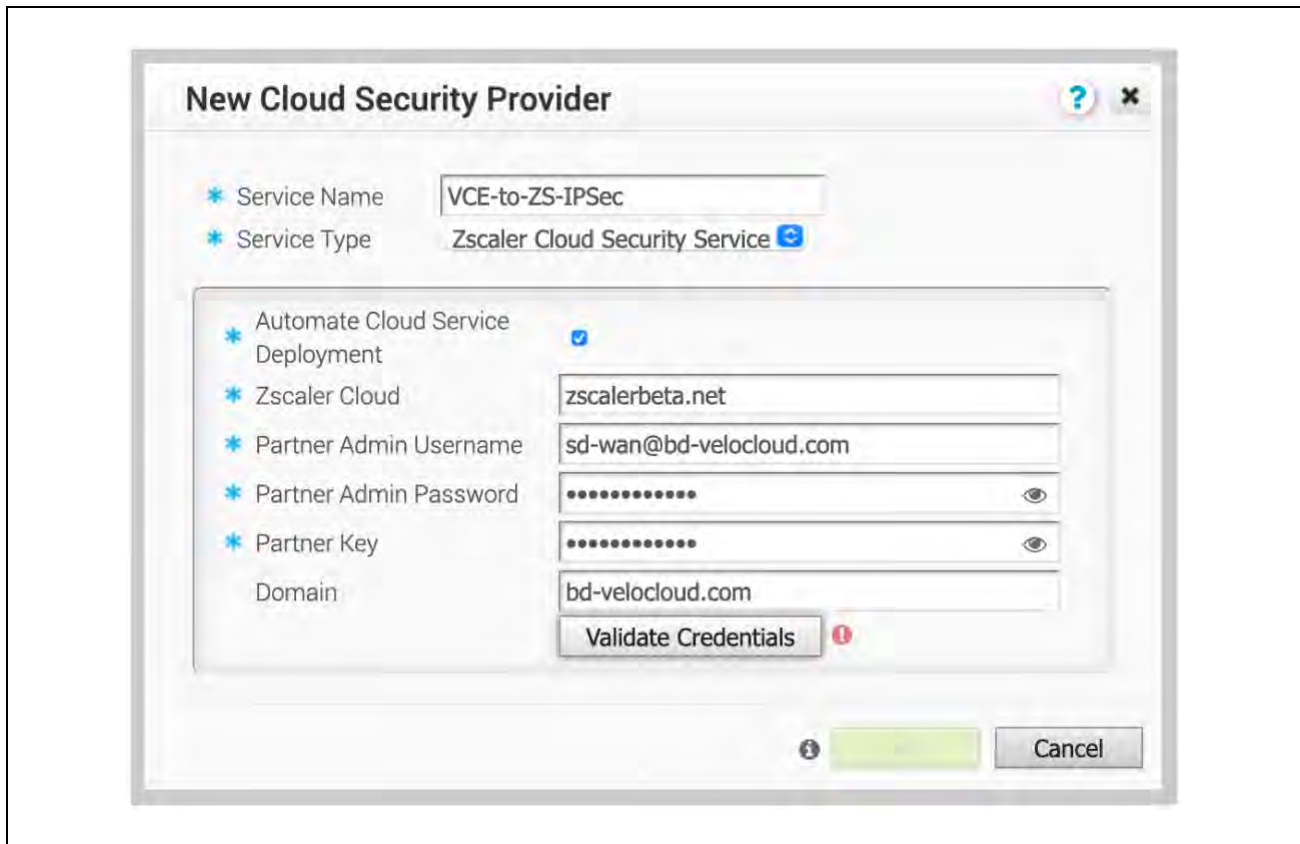 New Cloud Security Provider ?
* Service Name VCE-to-ZS-IPSec
* Service Type Zscaler Cloud Security Service
Automate Cloud Service
* Deployment
* Zscaler Cloud zscalerbeta.net
* Partner Admin Username sd-wan@bd-velocloud.com
* Partner Admin Password ••••••••••••
* Partner Key ••••••••••••
Domain bd-velocloud.com
Validate Credentials
Cancel